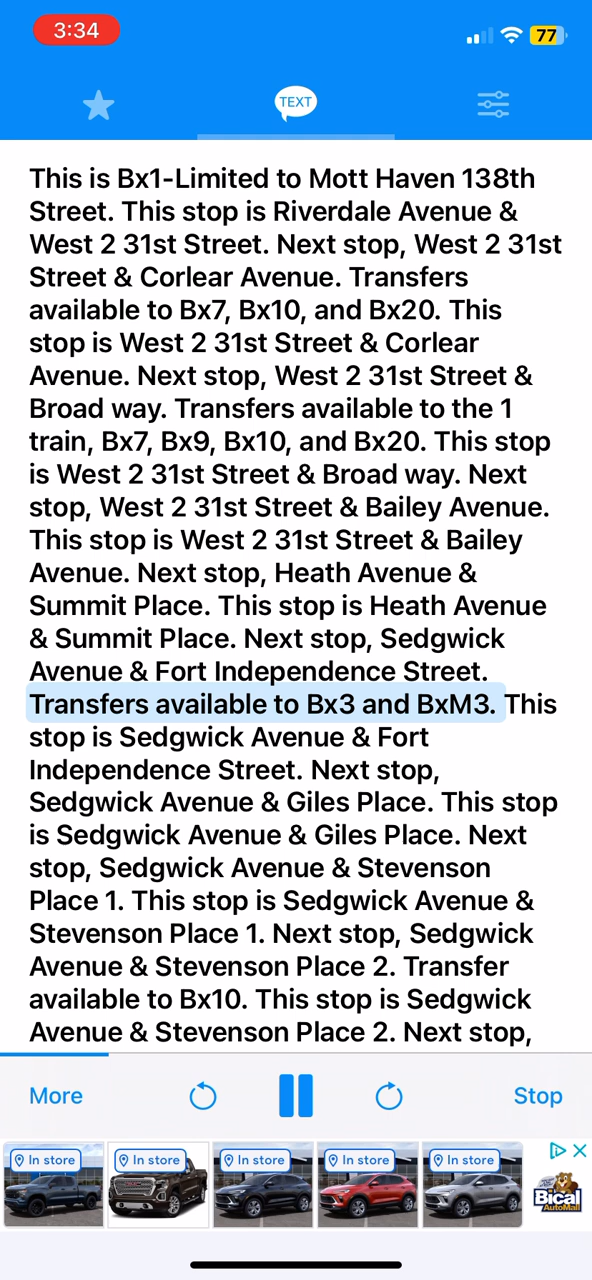 3:34
77
TEXT
This is Bx1-Limited to Mott Haven 138th
Street. This stop is Riverdale Avenue &
West 2 31st Street. Next stop, West 2 31st
Street & Corlear Avenue. Transfers
available to Bx7, Bx10, and Bx20. This
stop is West 2 31st Street & Corlear
Avenue. Next stop, West 2 31st Street &
Broad way. Transfers available to the 1
train, Bx7, Bx9, Bx10, and Bx20. This stop
is West 2 31st Street & Broad way. Next
stop, West 2 31st Street & Bailey Avenue.
This stop is West 2 31st Street & Bailey
Avenue. Next stop, Heath Avenue &
Summit Place. This stop is Heath Avenue
& Summit Place. Next stop, Sedgwick
Avenue & Fort Independence Street.
Transfers available to Bx3 and BxM3. This
stop is Sedgwick Avenue & Fort
Independence Street. Next stop,
Sedgwick Avenue & Giles Place. This stop
is Sedgwick Avenue & Giles Place. Next
stop, Sedgwick Avenue & Stevenson
Place 1. This stop is Sedgwick Avenue &
Stevenson Place 1. Next stop, Sedgwick
Avenue & Stevenson Place 2. Transfer
available to Bx10. This stop is Sedgwick
Avenue & Stevenson Place 2. Next stop,
More
Stop
In store
In store
In store
In store
In store
Bical
AutoMall